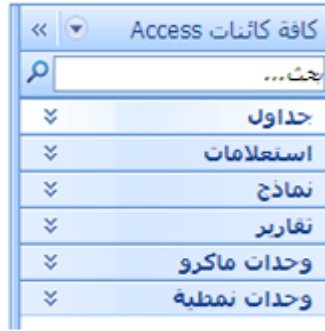 كافة كائنات Access
بحث...
جداول
استعلامات
نماذج
تقارير
وحدات ماكرو
وحدات نمطية